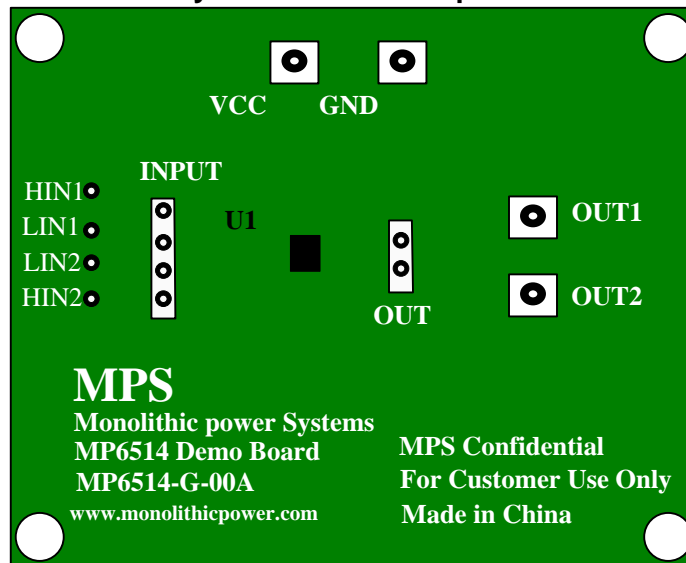 VCC GND
INPUT
HIN1
LIN1
LIN2
HIN2
U1
OUT
OUT1
OUT2
MPS
Monolithic power Systems
MP6514 Demo Board
MP6514-G-00A
www.monolithicpower.com
MPS Confidential
For Customer Use Only
Made in China